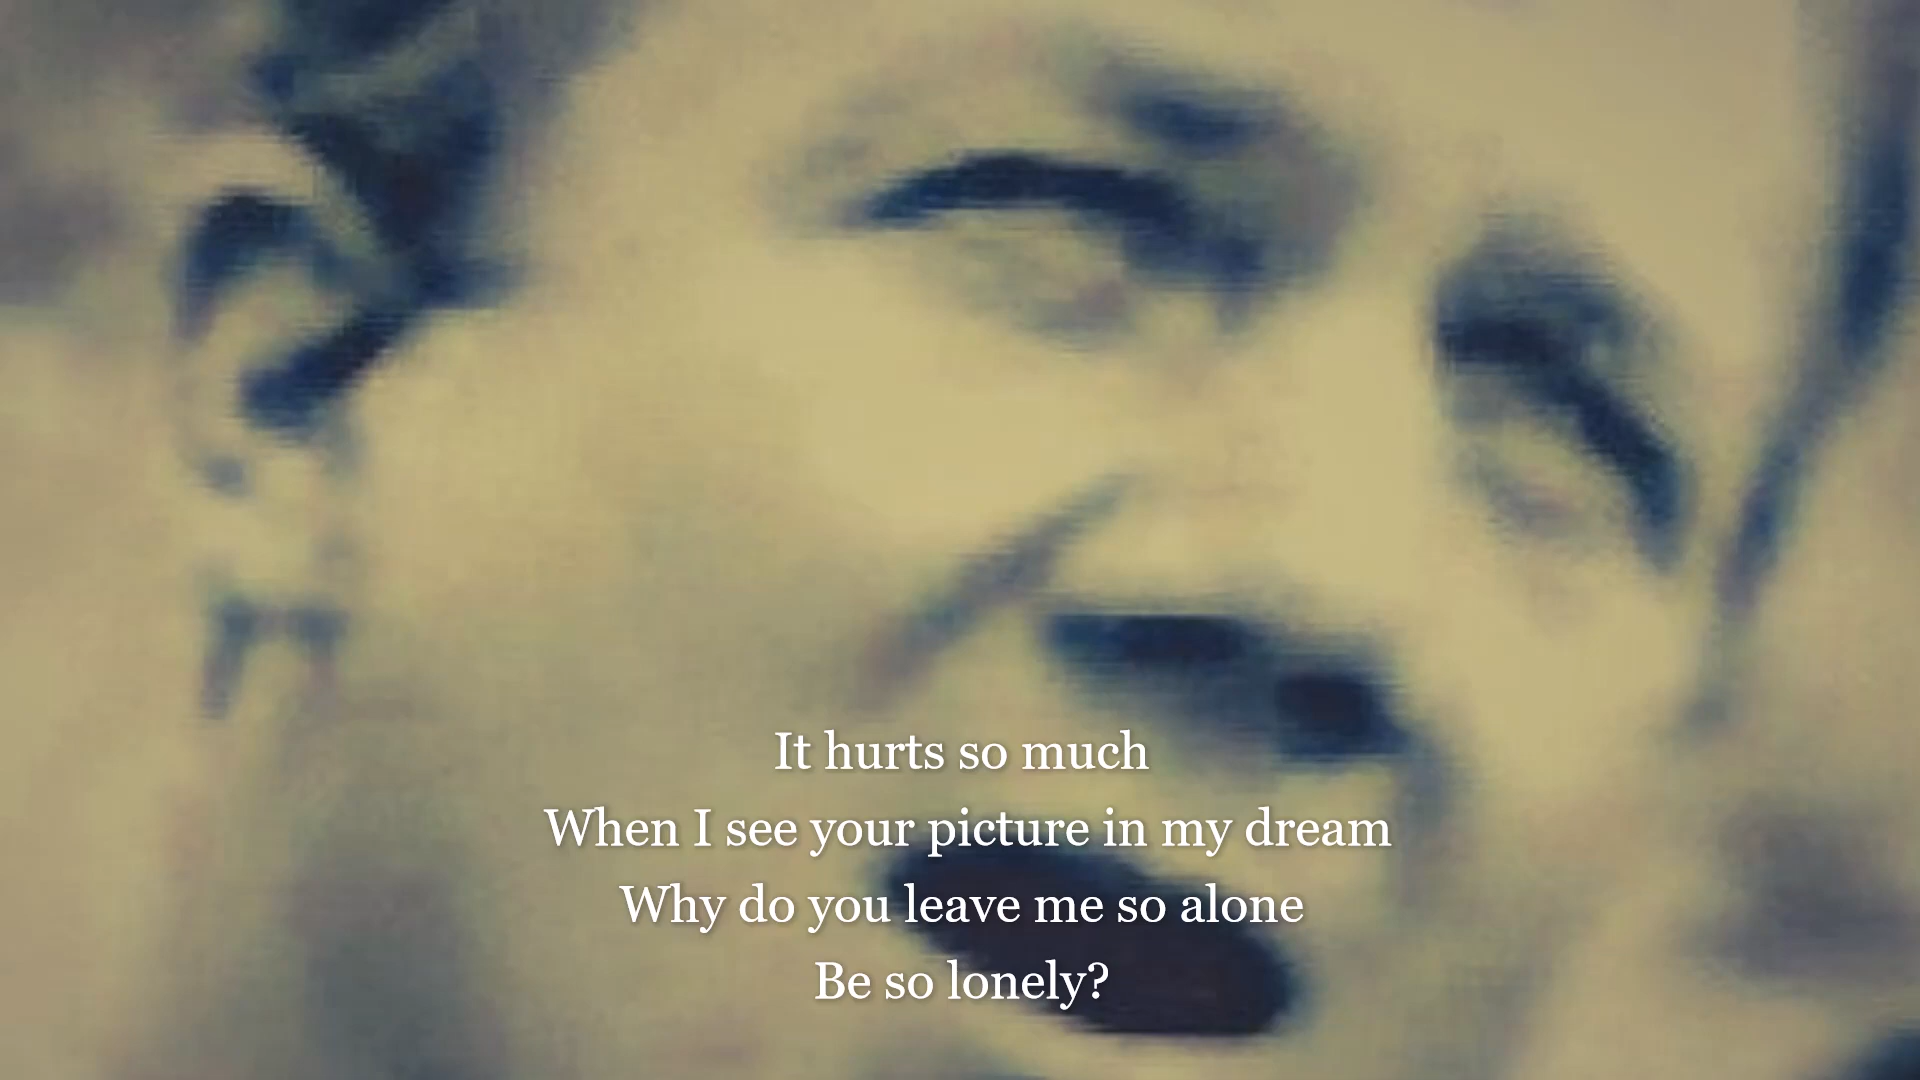 It hurts so much
When I see your picture in my dream
Why do you leave me so alone
Be so lonely?